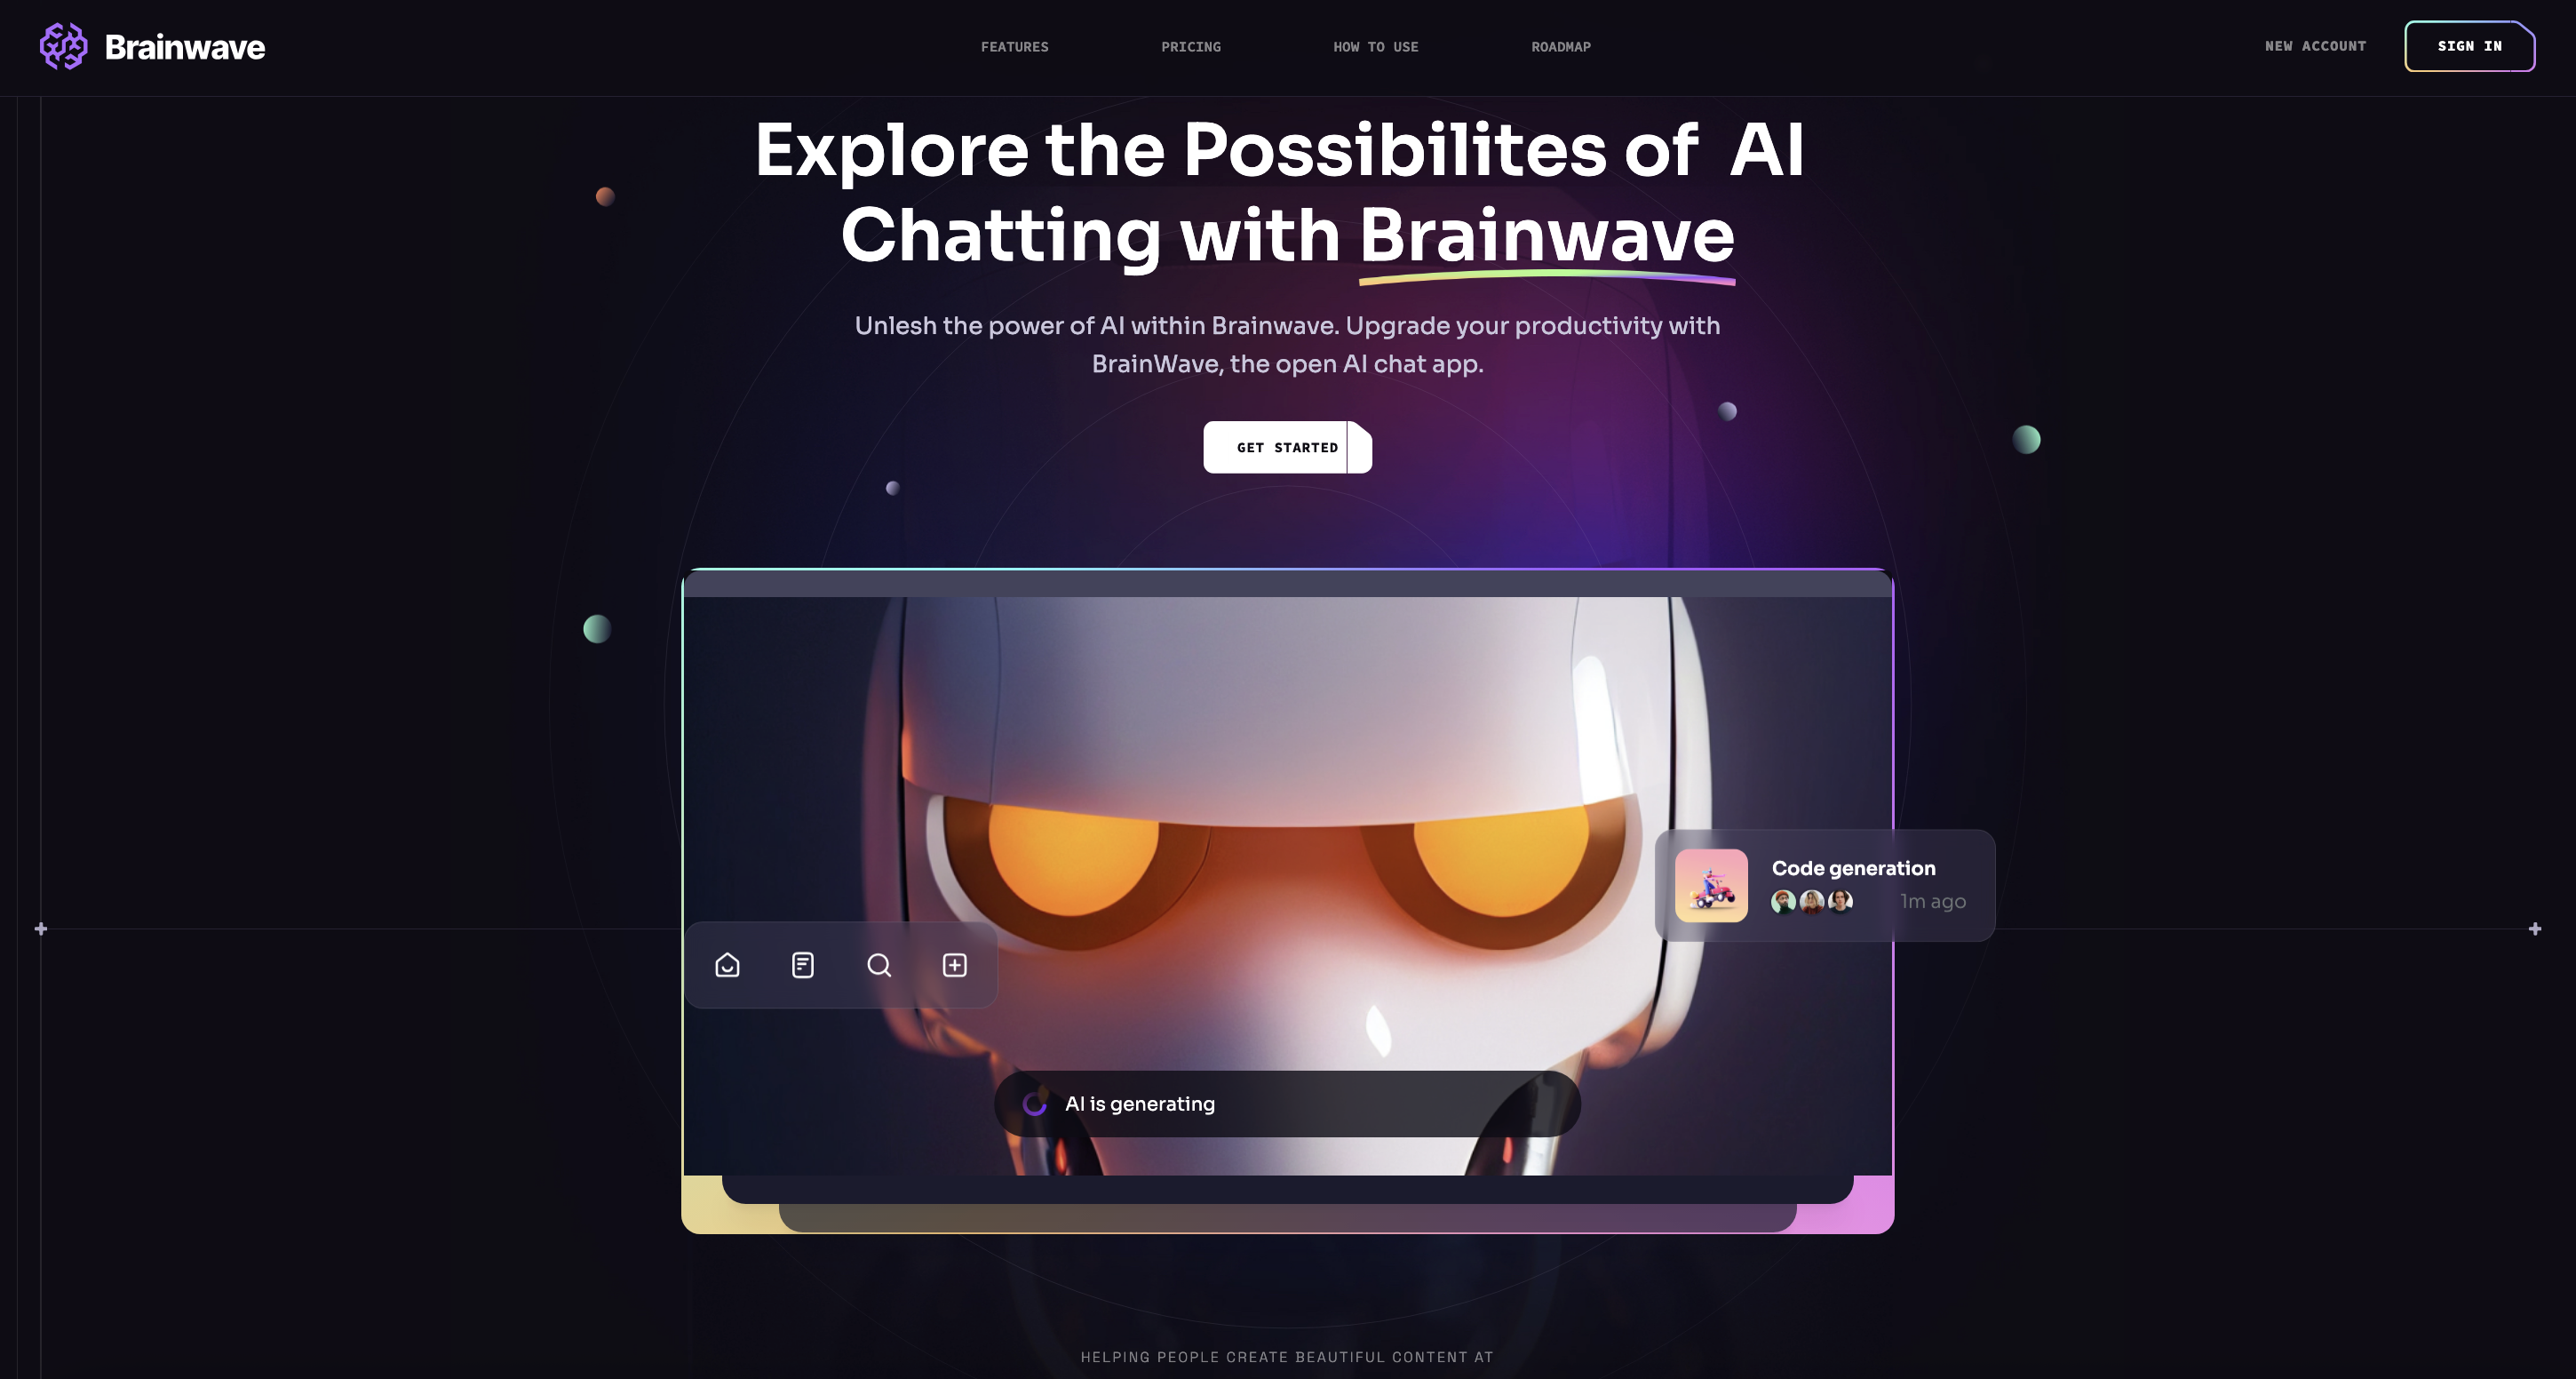 Brainwave
FEATURES
PRICING
HOW TO USE
ROADMAP
NEW ACCOUNT
SIGN IN
Explore the Possibilites of AI
Chatting with Brainwave
Unlesh the power of AI within Brainwave. Upgrade your productivity with
BrainWave, the open AI chat app.
GET STARTED
Code generation
1m ago
AI is generating
HELPING PEOPLE CREATE BEAUTIFUL CONTENT AT